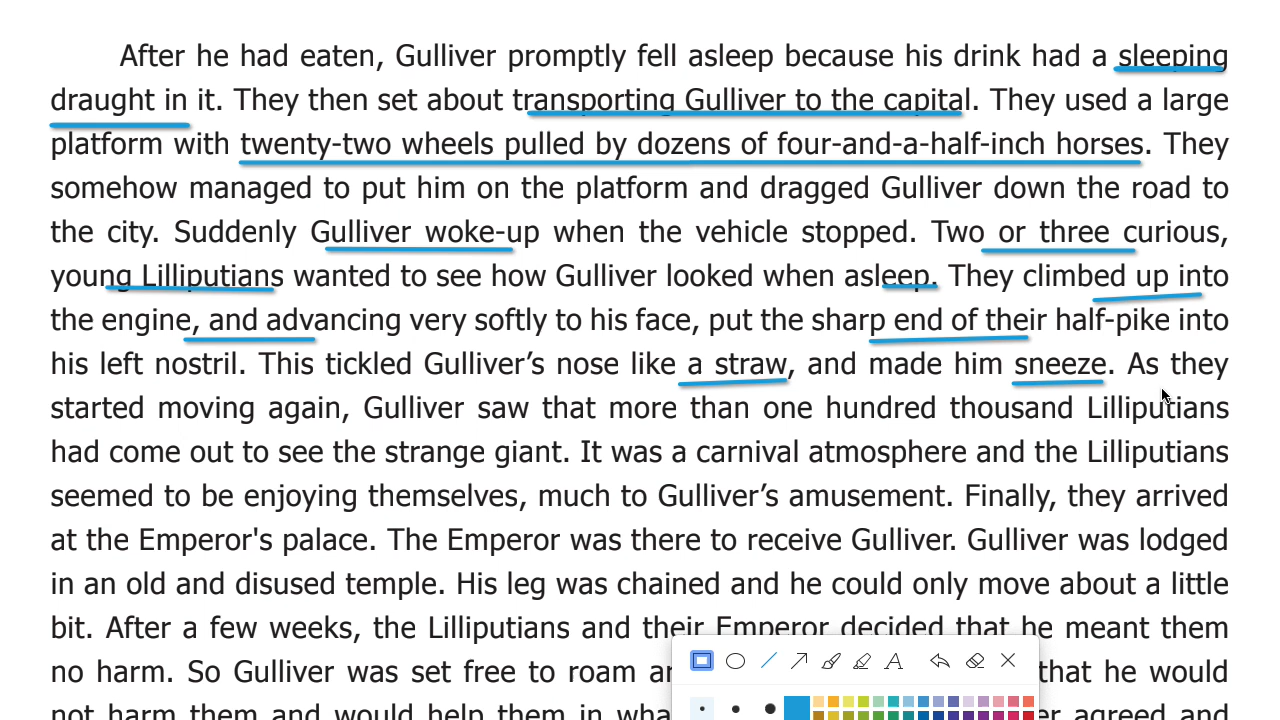 After he had eaten, Gulliver promptly fell asleep because his drink had a sleeping
draught in it. They then set about transporting Gulliver to the capital. They used a large
platform with twenty-two wheels pulled by dozens of four-and-a-half-inch horses. They
somehow managed to put him on the platform and dragged Gulliver down the road to
the city. Suddenly Gulliver woke-up when the vehicle stopped. Two or three curious,
young Lilliputians wanted to see how Gulliver looked when asleep. They climbed up into
the engine, and advancing very softly to his face, put the sharp end of their half-pike into
his left nostril. This tickled Gulliver’s nose like a straw, and made him sneeze. As they
started moving again, Gulliver saw that more than one hundred thousand Lilliputians
had come out to see the strange giant. It was a carnival atmosphere and the Lilliputians
seemed to be enjoying themselves, much to Gulliver’s amusement. Finally, they arrived
at the Emperor's palace. The Emperor was there to receive Gulliver. Gulliver was lodged
in an old and disused temple. His leg was chained and he could only move about a little
bit. After a few weeks, the Lilliputians and their Emperor decided that he meant them
no harm. So Gulliver was set free to roam that he would
not harm them and would help them in agreed and